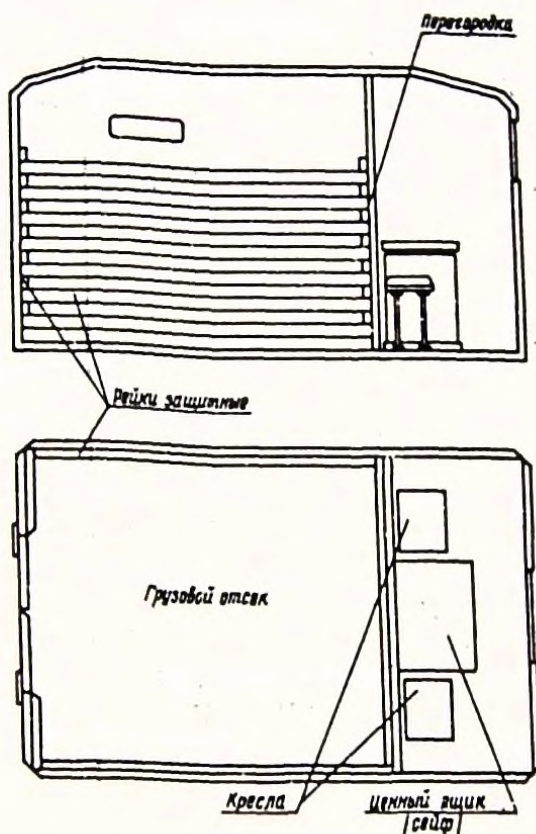 Перегородка
Рейки защитные
Грузовой отсек
Кресла
ценный ящик
(сейф)